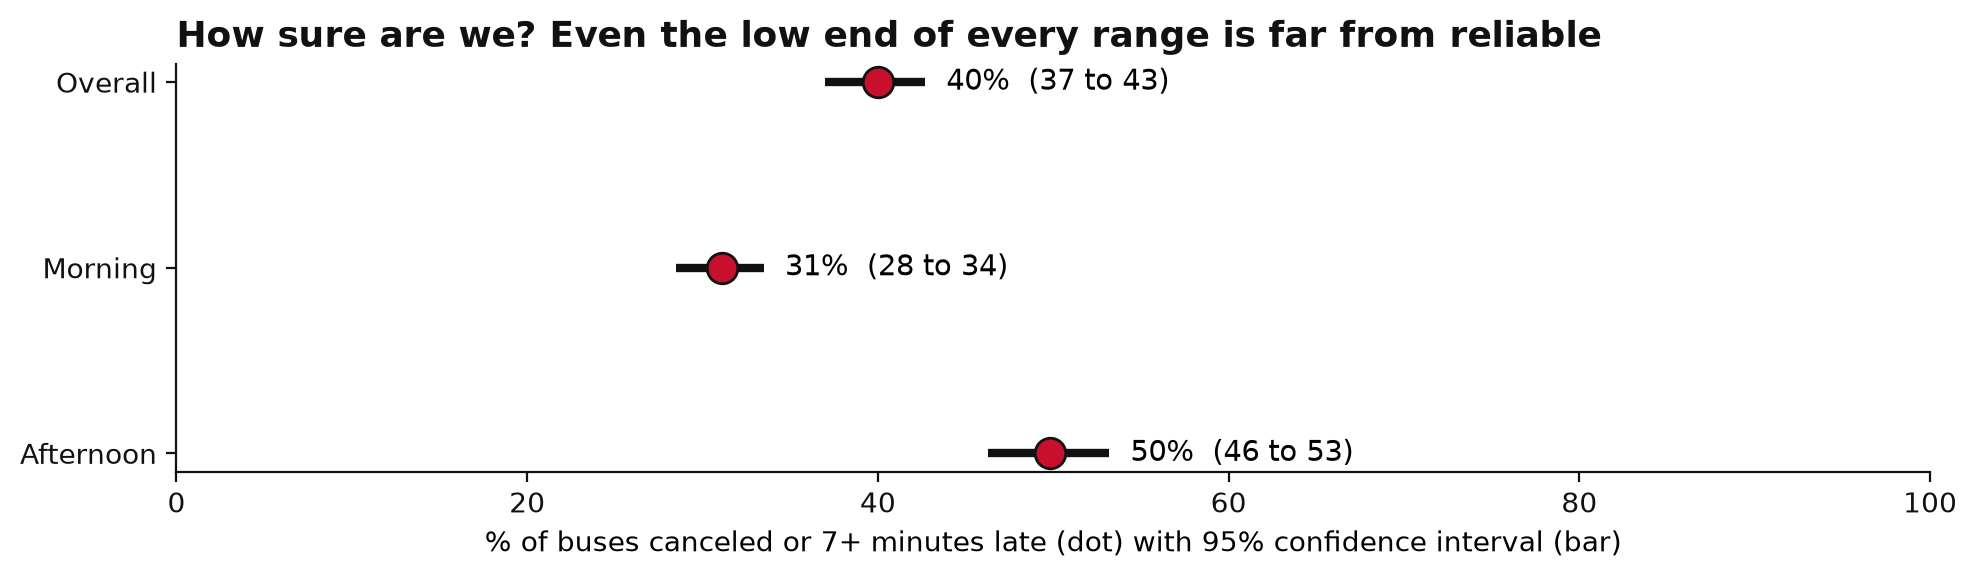 How sure are we? Even the low end of every range is far from reliable
Overall
40%  (37 to 43)
Morning
31%  (28 to 34)
Afternoon
50%  (46 to 53)
0 20 40 60 80 100
% of buses canceled or 7+ minutes late (dot) with 95% confidence interval (bar)